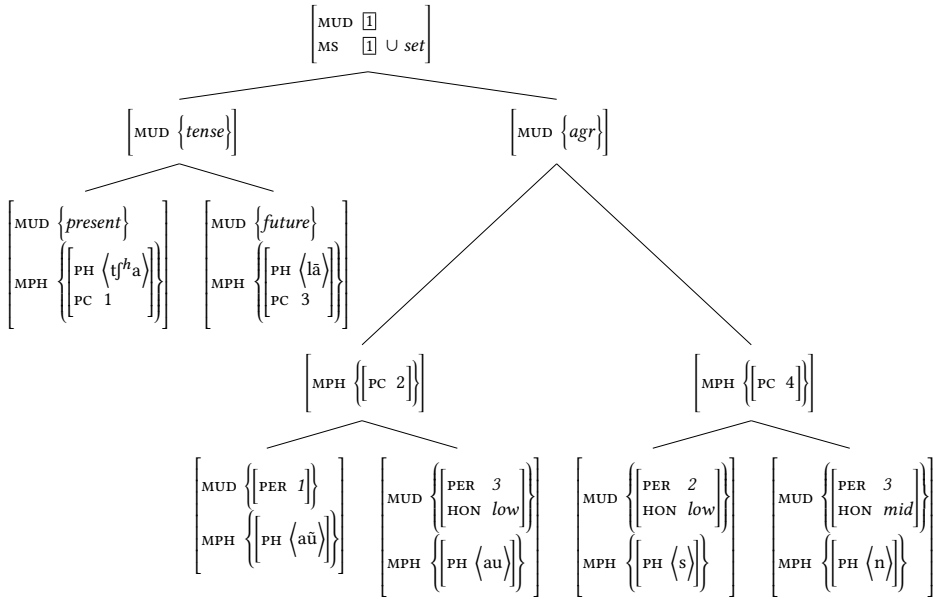 MUD 1
MS 1 ∪ set
MUD {tense}
MUD {agr}
MUD {present}
MPH {[PH ⟨tʃʰa⟩
PC 1]}
MUD {future}
MPH {[PH ⟨lā⟩
PC 3]}
MPH {[PC 2]}
MPH {[PC 4]}
MUD {[PER 1]}
MPH {[PH ⟨aũ⟩]}
MUD {[PER 3
HON low]}
MPH {[PH ⟨au⟩]}
MUD {[PER 2
HON low]}
MPH {[PH ⟨s⟩]}
MUD {[PER 3
HON mid]}
MPH {[PH ⟨n⟩]}